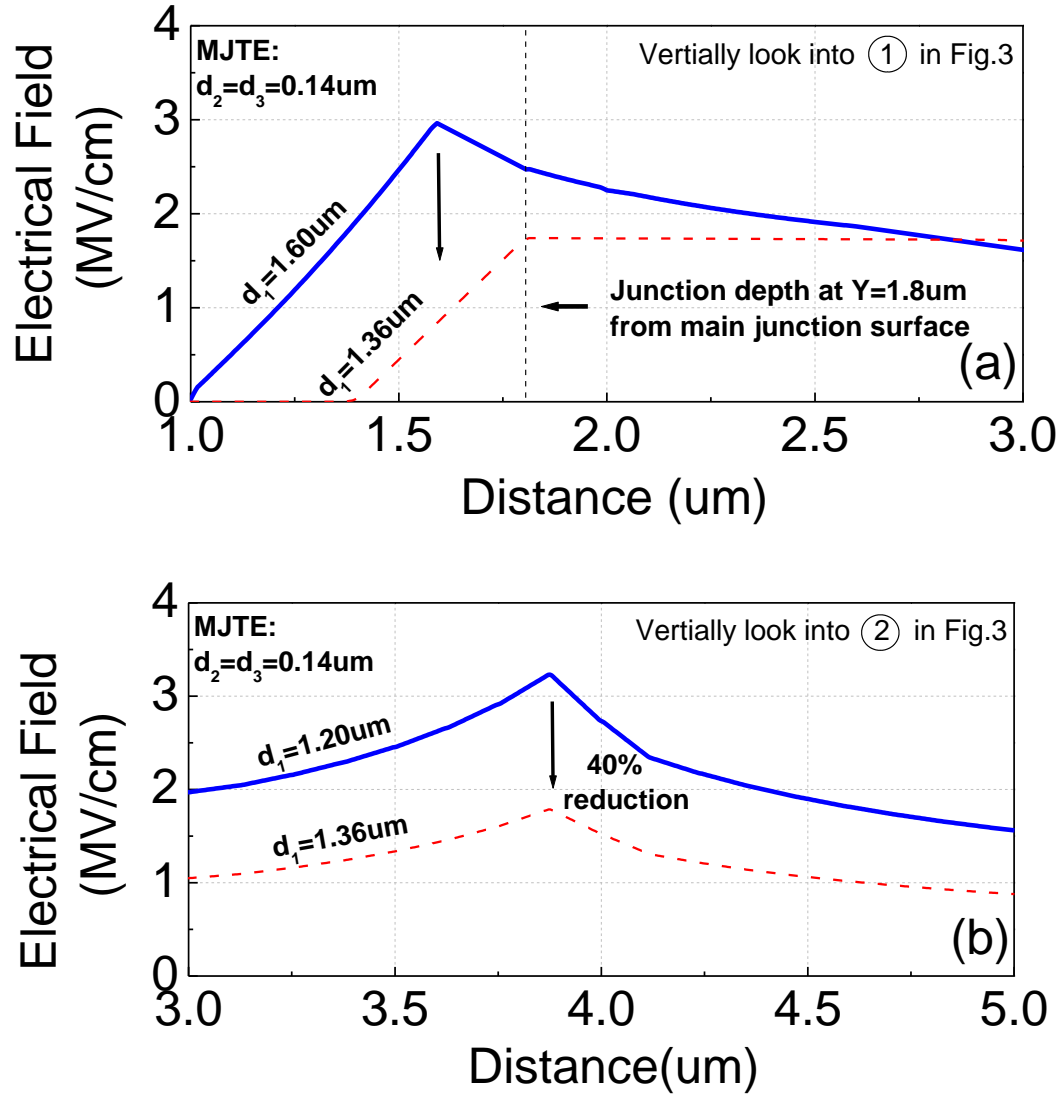 MJTE:
d₂=d₃=0.14um
Vertially look into ① in Fig.3
Electrical Field
(MV/cm)
4
3
2
1
0
d₁=1.60um
d₁=1.36um
Junction depth at Y=1.8um
from main junction surface
(a)
1.0 1.5 2.0 2.5 3.0
Distance (um)
MJTE:
d₂=d₃=0.14um
Vertially look into ② in Fig.3
Electrical Field
(MV/cm)
4
3
2
1
0
d₁=1.20um
40%
reduction
d₁=1.36um
(b)
3.0 3.5 4.0 4.5 5.0
Distance(um)